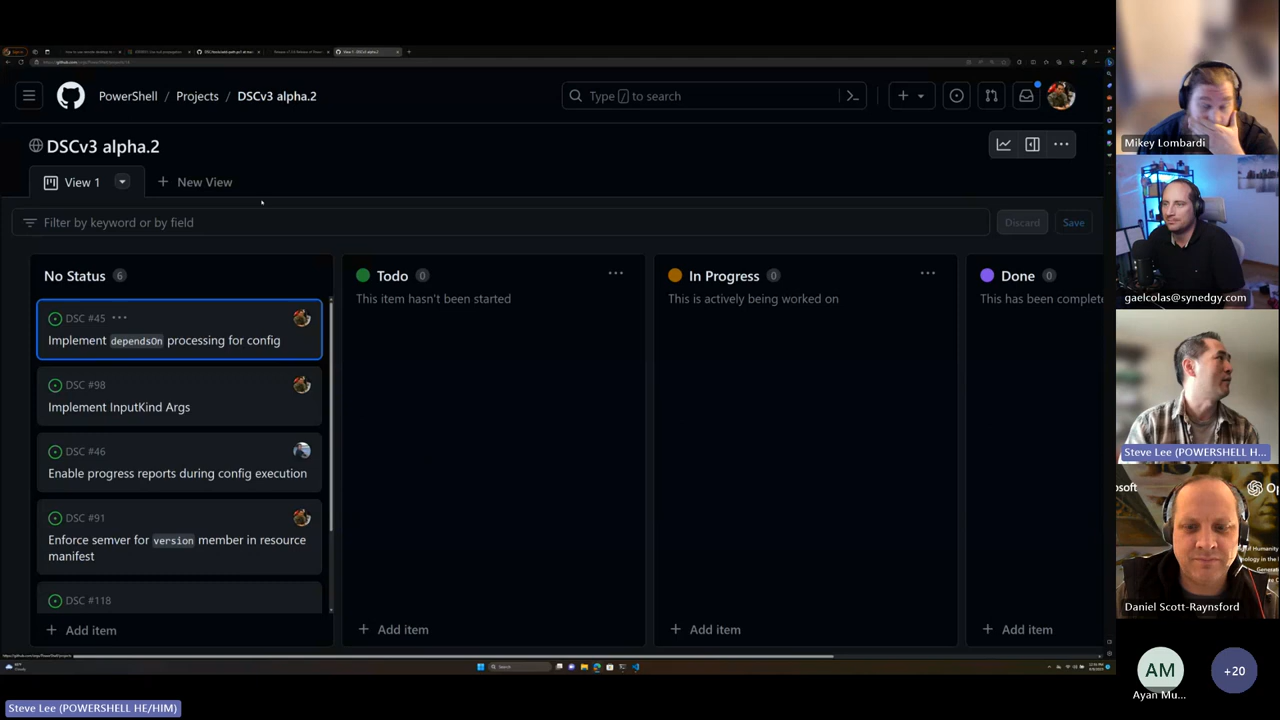 PowerShell / Projects / DSCv3 alpha.2
Type / to search
DSCv3 alpha.2
View 1
New View
Filter by keyword or by field
Discard
Save
No Status 6
DSC #45
Implement dependsOn processing for config
DSC #98
Implement InputKind Args
DSC #46
Enable progress reports during config execution
DSC #91
Enforce semver for version member in resource
manifest
DSC #118
Add item
Todo 0
This item hasn't been started
Add item
In Progress 0
This is actively being worked on
Add item
Done 0
This has been complete
Add item
Search
Steve Lee (POWERSHELL HE/HIM)
Mikey Lombardi
gaelcolas@synedgy.com
Steve Lee (POWERSHELL H...
osoft
Op
Daniel Scott-Raynsford
AM
Ayan Mu...
+20